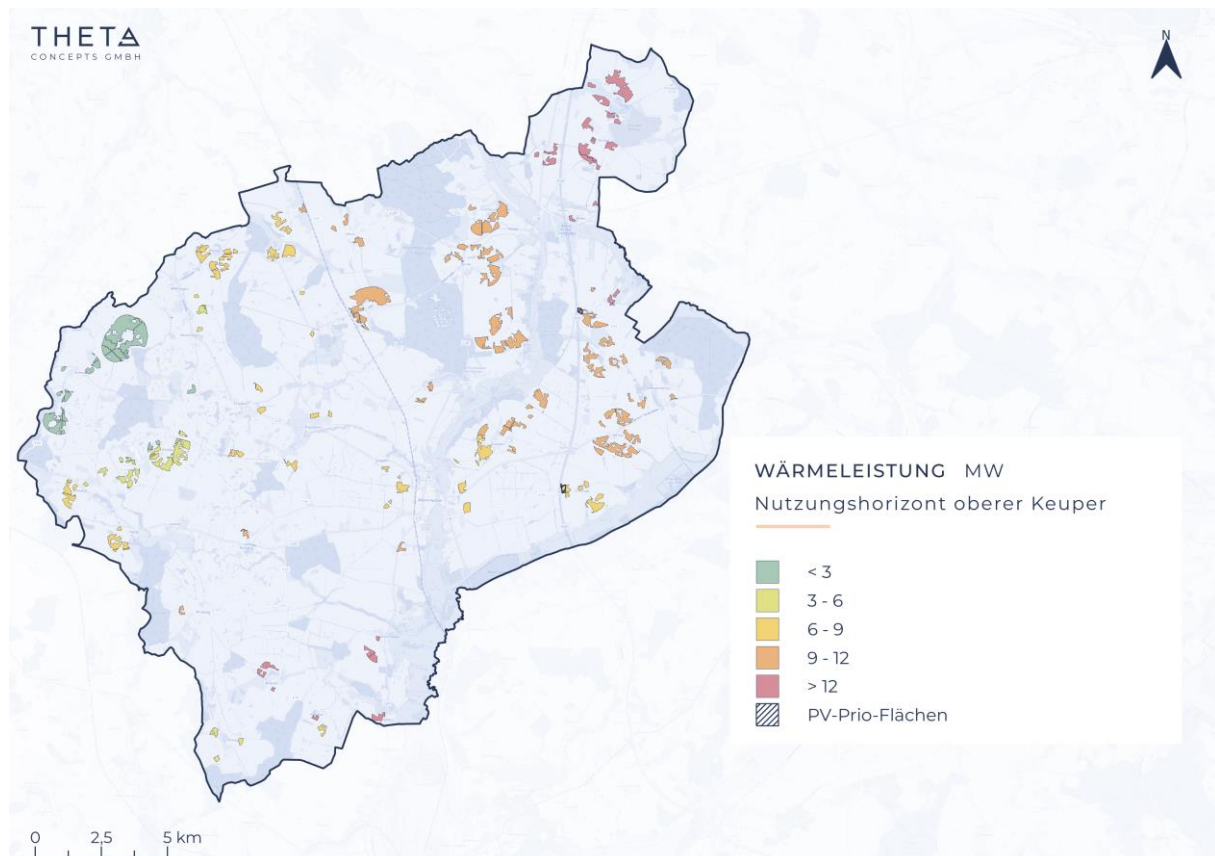 THETA
CONCEPTS GMBH
N
WÄRMELEISTUNG MW
Nutzungshorizont oberer Keuper
< 3
3 - 6
6 - 9
9 - 12
> 12
PV-Prio-Flächen
0 2,5 5 km